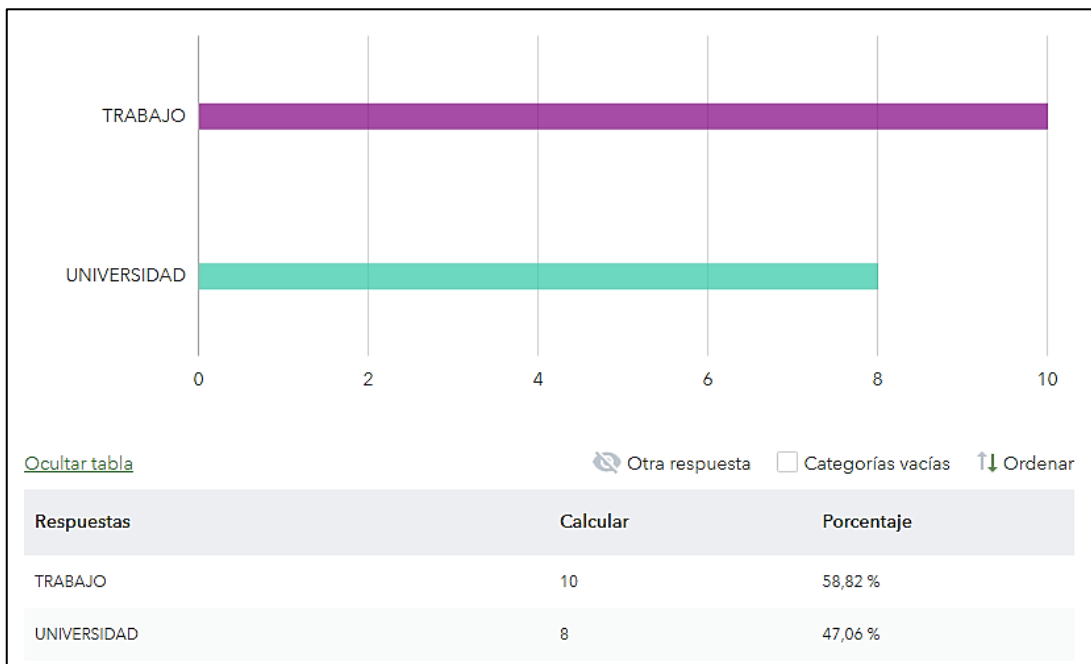 TRABAJO
UNIVERSIDAD
0 2 4 6 8 10
Ocultar tabla Otra respuesta Categorías vacías Ordenar
Respuestas Calcular Porcentaje
TRABAJO 10 58,82 %
UNIVERSIDAD 8 47,06 %